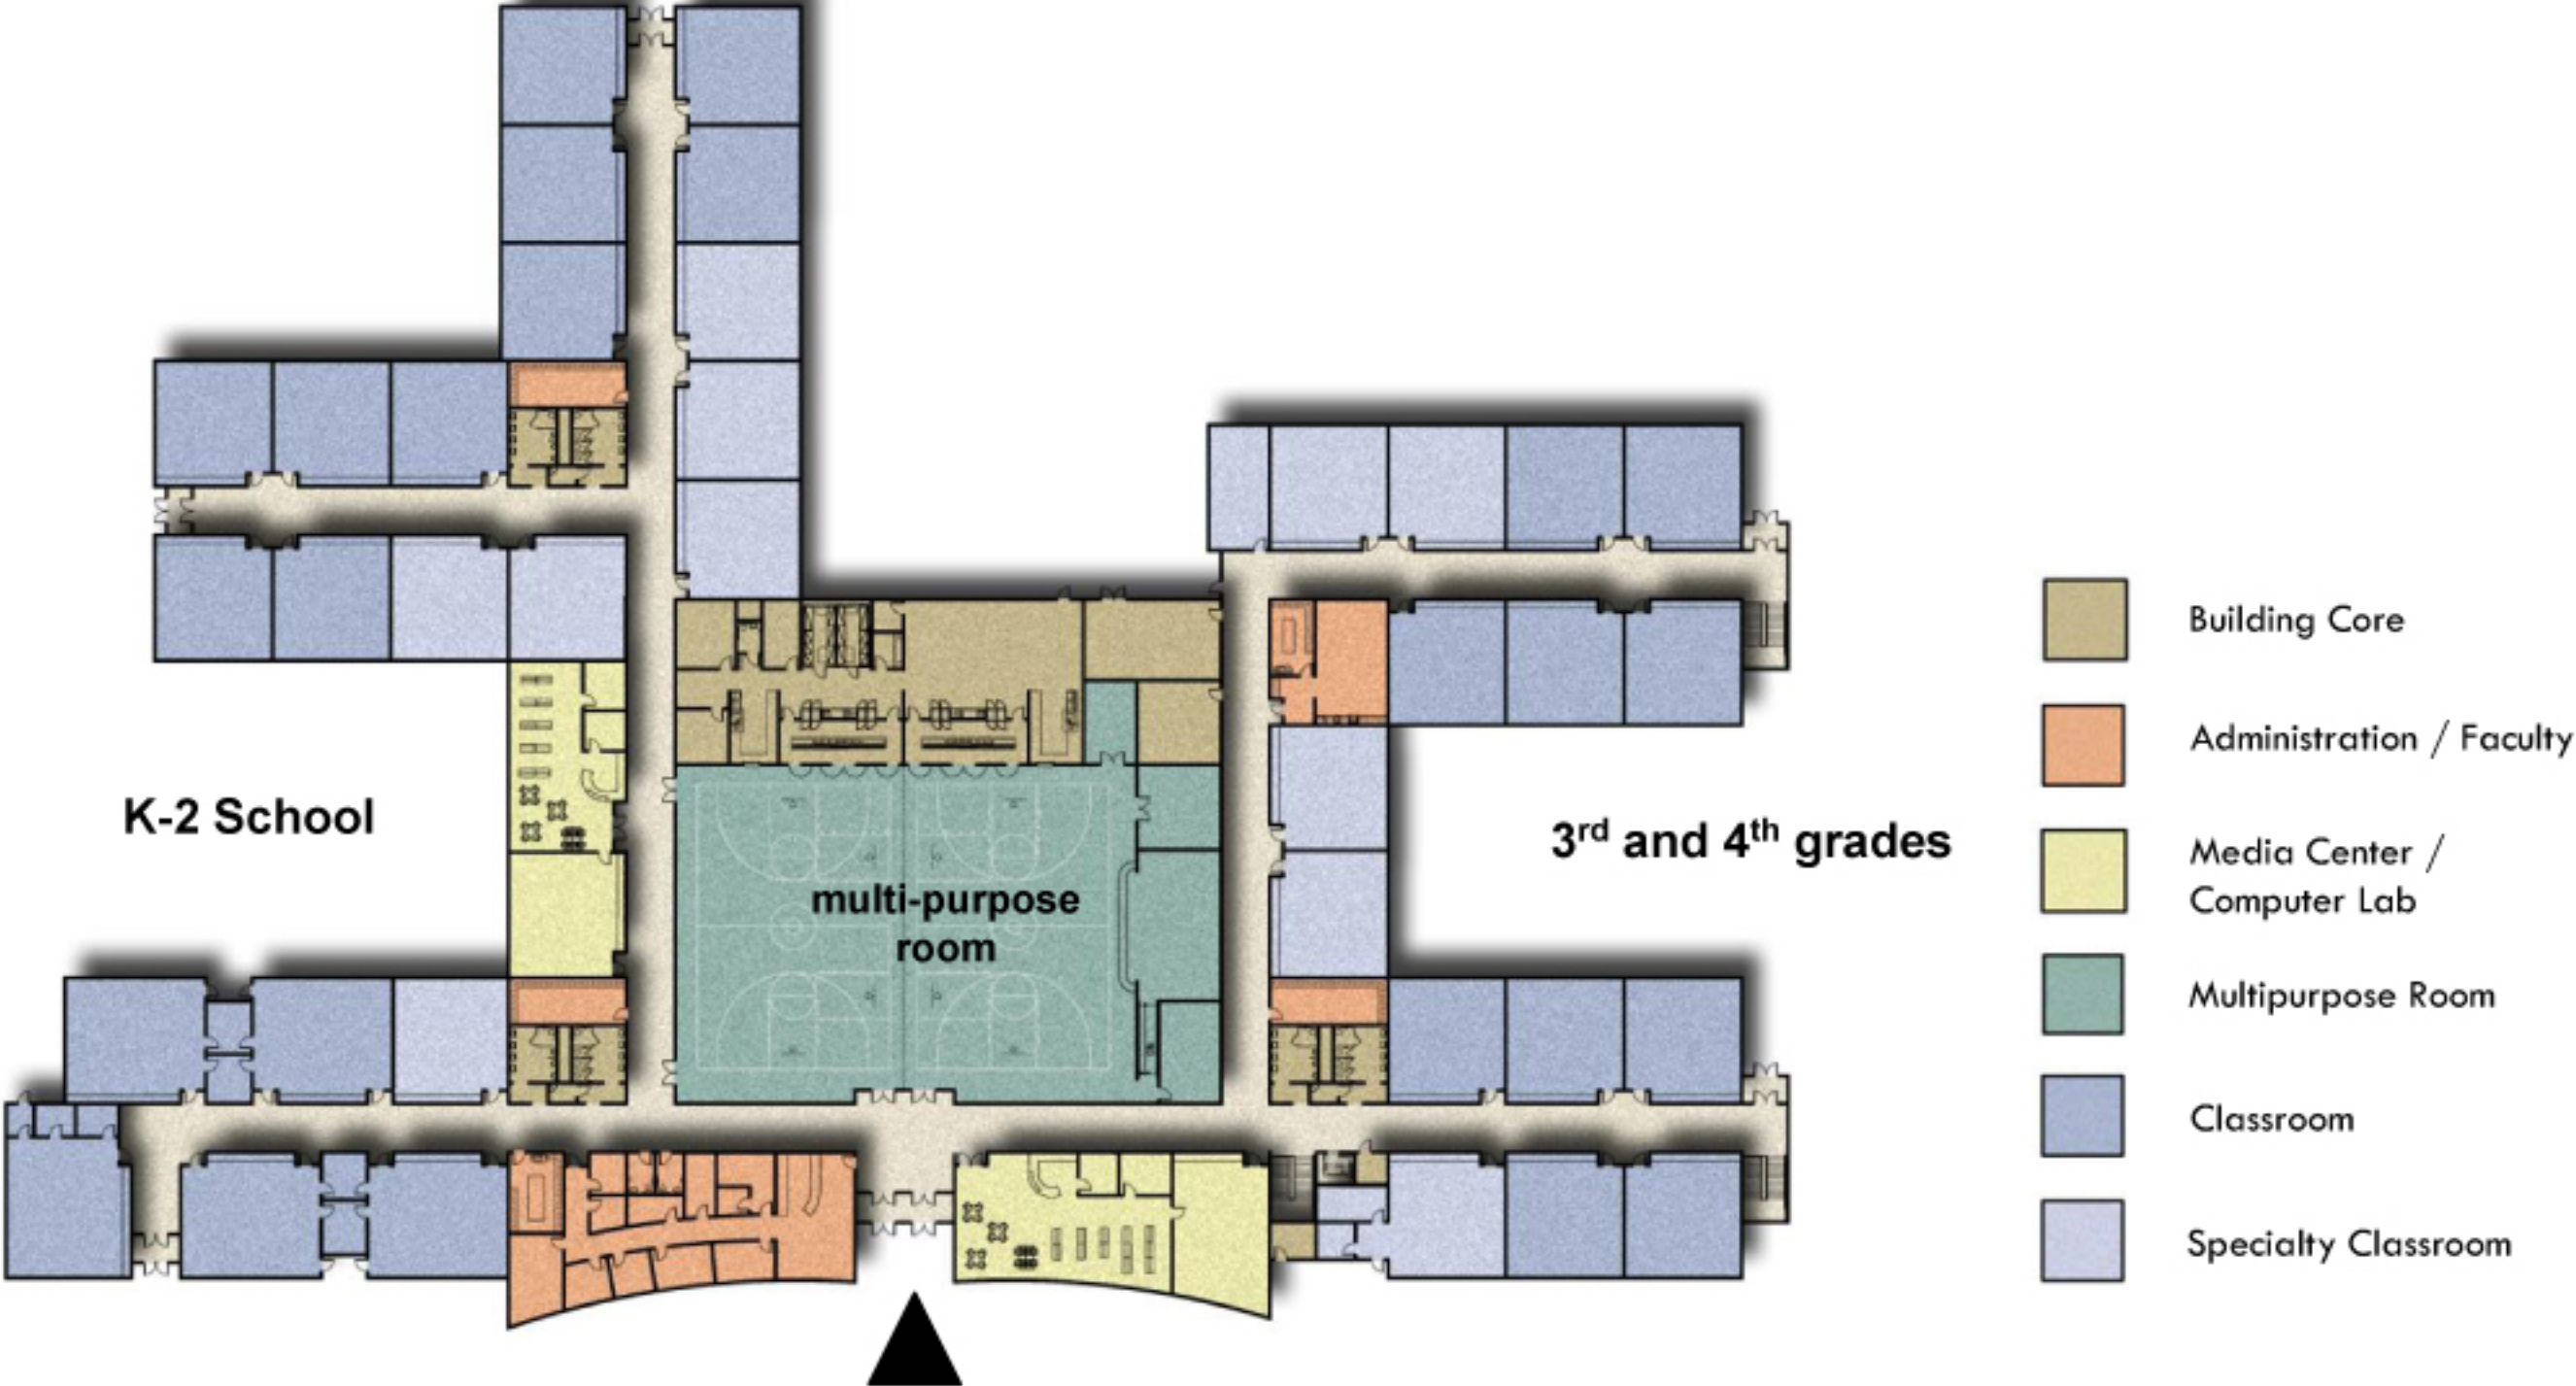 K-2 School
multi-purpose
room
3rd and 4th grades
Building Core
Administration / Faculty
Media Center /
Computer Lab
Multipurpose Room
Classroom
Specialty Classroom